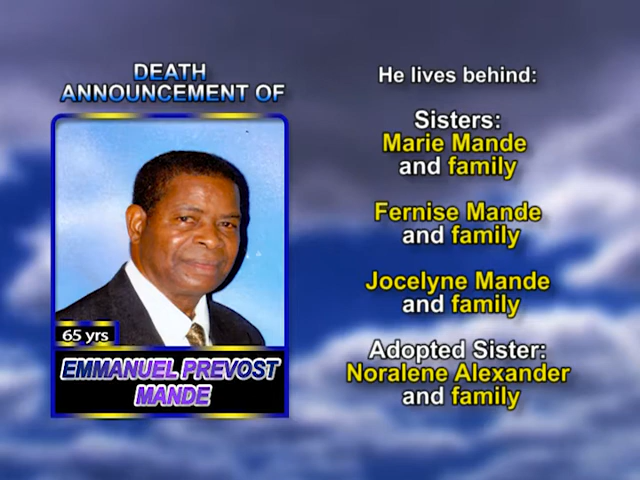 DEATH
ANNOUNCEMENT OF
65 yrs
EMMANUEL PREVOST
MANDE
He lives behind:
Sisters:
Marie Mande
and family
Fernise Mande
and family
Jocelyne Mande
and family
Adopted Sister:
Noralene Alexander
and family